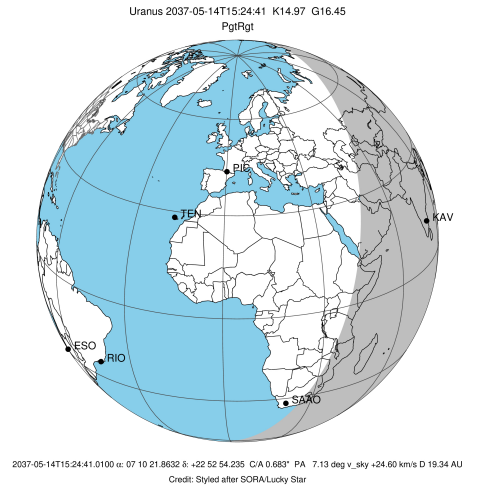 Uranus 2037-05-14T15:24:41 K14.97 G16.45
PgtRgt
PIC
TEN
KAV
ESO
RIO
SAAO
2037-05-14T15:24:41.0100 α: 07 10 21.8632 δ: +22 52 54.235 C/A 0.683" PA 7.13 deg v_sky +24.60 km/s D 19.34 AU
Credit: Styled after SORA/Lucky Star